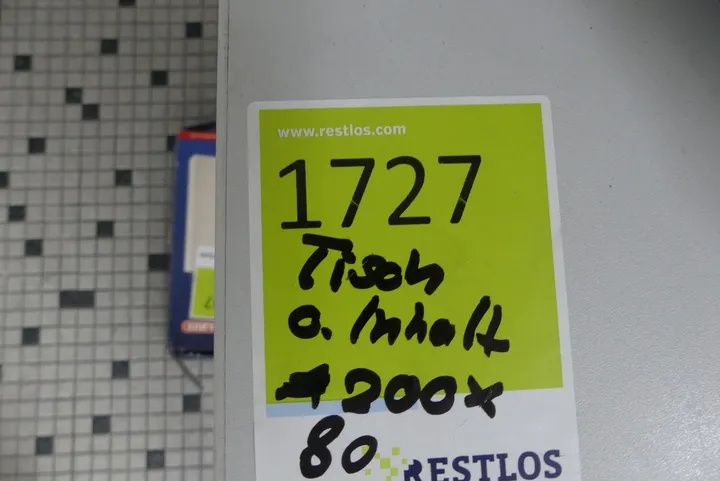 www.restlos.com
1727
Tisch
o. Inhalt
200x
80
RESTLOS